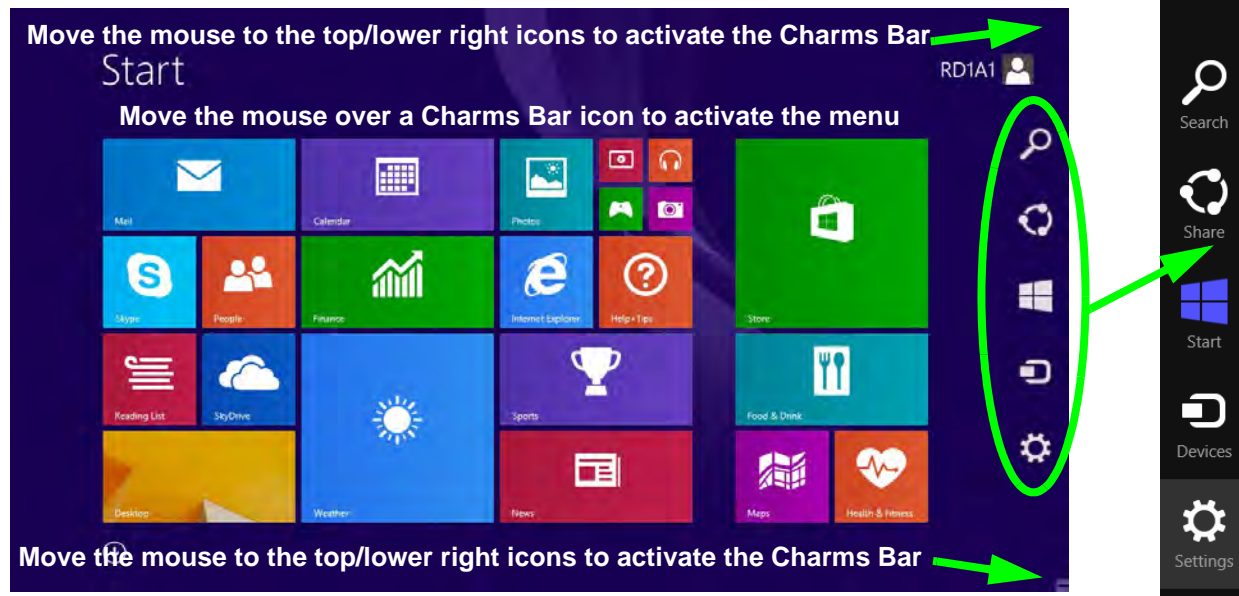 Move the mouse to the top/lower right icons to activate the Charms Bar
Start
RD1A1
Move the mouse over a Charms Bar icon to activate the menu
Mail
Calendar
Photos
Skype
People
Finance
Internet Explorer
Help+Tips
Store
Reading List
SkyDrive
Sports
Food & Drink
Desktop
Weather
News
Maps
Health & Fitness
Move the mouse to the top/lower right icons to activate the Charms Bar
Search
Share
Start
Devices
Settings